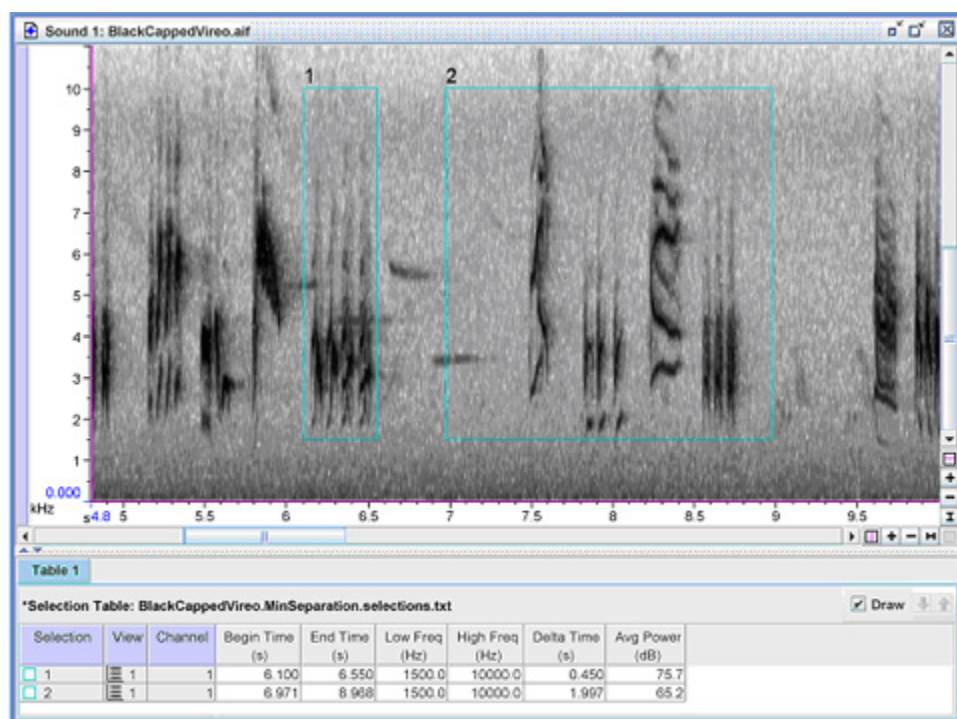 Sound 1: BlackCappedVireo.aif
1 2
10
9
8
7
6
5
4
3
2
1
0.000
kHz
s4.8 5 5.5 6 6.5 7 7.5 8 8.5 9 9.5
Table 1
*Selection Table: BlackCappedVireo.MinSeparation.selections.txt Draw
Selection View Channel Begin Time (s) End Time (s) Low Freq (Hz) High Freq (Hz) Delta Time (s) Avg Power (dB)
1 1 1 6.100 6.550 1500.0 10000.0 0.450 75.7
2 1 1 6.971 8.968 1500.0 10000.0 1.997 65.2